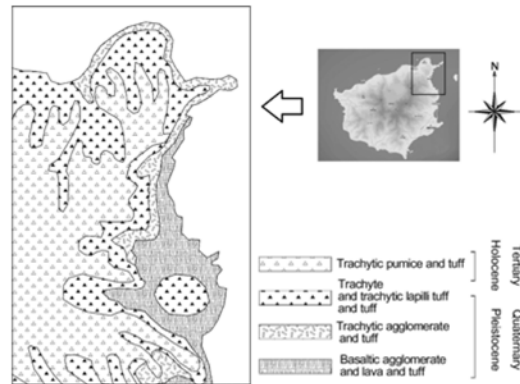 N
Trachytic pumice and tuff
Trachyte
and trachytic lapilli tuff
and tuff
Trachytic agglomerate
and tuff
Basaltic agglomerate
and lava and tuff
Holocene
Tertiary
Pleistocene
Quaternary